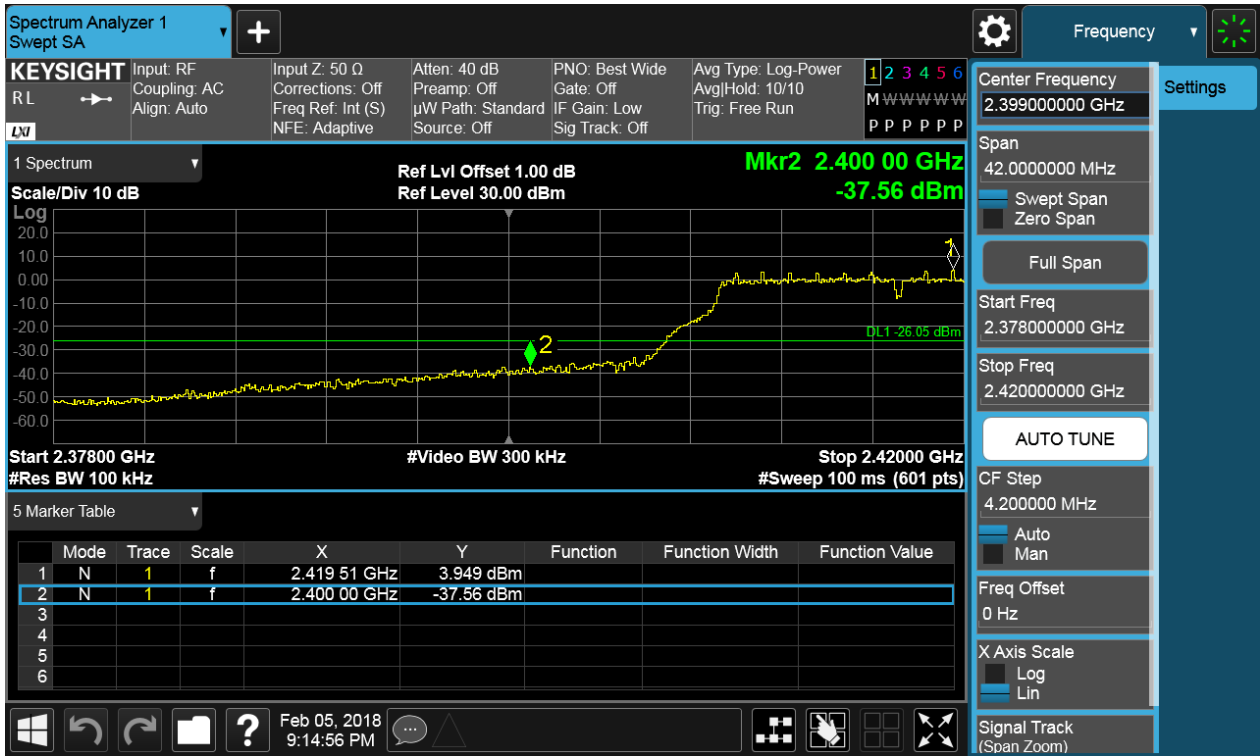 Spectrum Analyzer 1
Swept SA
Frequency
KEYSIGHT
R L
LXI
Input: RF
Coupling: AC
Align: Auto
Input Z: 50 Ω
Corrections: Off
Freq Ref: Int (S)
NFE: Adaptive
Atten: 40 dB
Preamp: Off
µW Path: Standard
Source: Off
PNO: Best Wide
Gate: Off
IF Gain: Low
Sig Track: Off
Avg Type: Log-Power
Avg|Hold: 10/10
Trig: Free Run
1 2 3 4 5 6
M W W W W W
P P P P P P
1 Spectrum
Scale/Div 10 dB
Ref Lvl Offset 1.00 dB
Ref Level 30.00 dBm
Mkr2 2.400 00 GHz
-37.56 dBm
Log
20.0
10.0
0.00
-10.0
-20.0
-30.0
-40.0
-50.0
-60.0
1
2
DL1 -26.05 dBm
Start 2.37800 GHz
#Res BW 100 kHz
#Video BW 300 kHz
Stop 2.42000 GHz
#Sweep 100 ms (601 pts)
5 Marker Table
Mode Trace Scale X Y Function Function Width Function Value
1 N 1 f 2.419 51 GHz 3.949 dBm
2 N 1 f 2.400 00 GHz -37.56 dBm
3
4
5
6
Feb 05, 2018
9:14:56 PM
?
Center Frequency
2.399000000 GHz
Settings
Span
42.0000000 MHz
Swept Span
Zero Span
Full Span
Start Freq
2.378000000 GHz
Stop Freq
2.420000000 GHz
AUTO TUNE
CF Step
4.200000 MHz
Auto
Man
Freq Offset
0 Hz
X Axis Scale
Log
Lin
Signal Track
(Span Zoom)